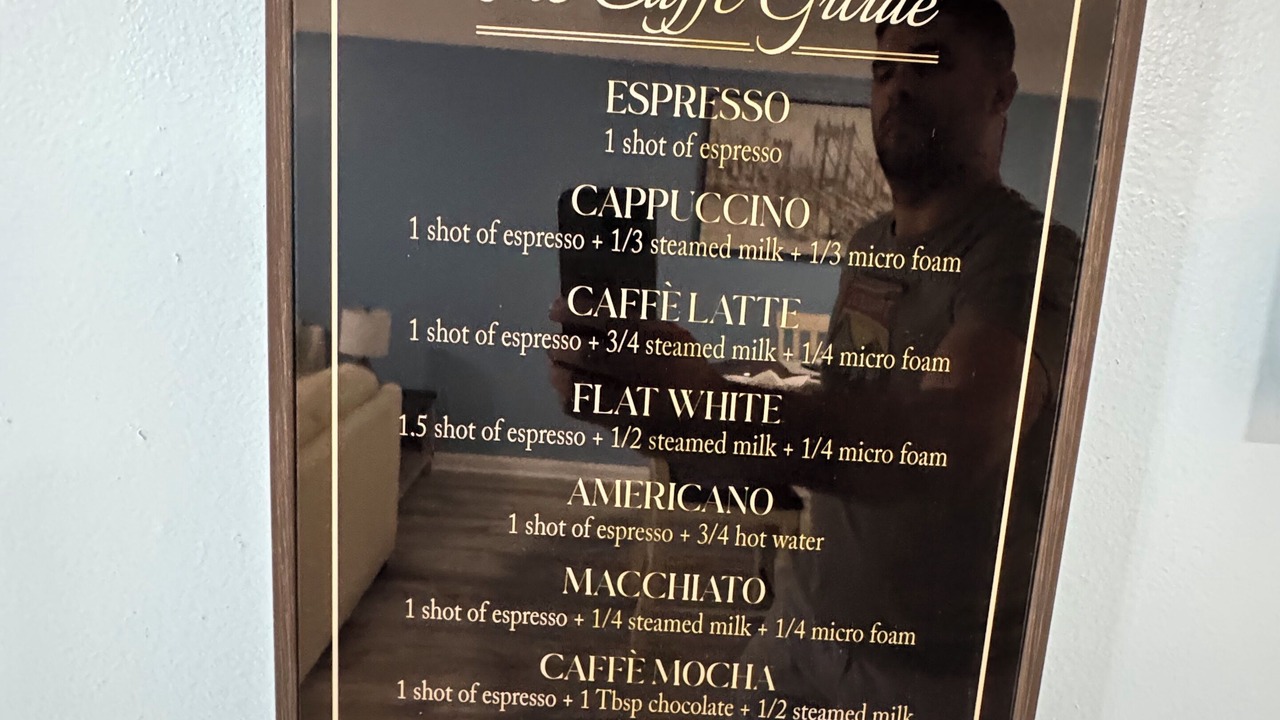 Caffè Guide
ESPRESSO
1 shot of espresso
CAPPUCCINO
1 shot of espresso + 1/3 steamed milk + 1/3 micro foam
CAFFÈ LATTE
1 shot of espresso + 3/4 steamed milk + 1/4 micro foam
FLAT WHITE
1.5 shot of espresso + 1/2 steamed milk + 1/4 micro foam
AMERICANO
1 shot of espresso + 3/4 hot water
MACCHIATO
1 shot of espresso + 1/4 steamed milk + 1/4 micro foam
CAFFÈ MOCHA
1 shot of espresso + 1 Tbsp chocolate + 1/2 steamed milk